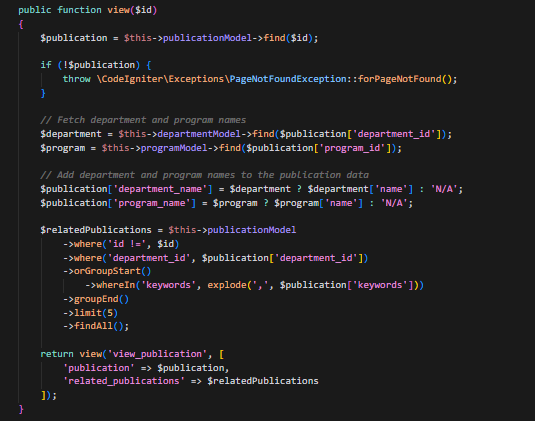 public function view($id)
{
    $publication = $this->publicationModel->find($id);

    if (!$publication) {
        throw \CodeIgniter\Exceptions\PageNotFoundException::forPageNotFound();
    }

    // Fetch department and program names
    $department = $this->departmentModel->find($publication['department_id']);
    $program = $this->programModel->find($publication['program_id']);

    // Add department and program names to the publication data
    $publication['department_name'] = $department ? $department['name'] : 'N/A';
    $publication['program_name'] = $program ? $program['name'] : 'N/A';

    $relatedPublications = $this->publicationModel
        ->where('id !=', $id)
        ->where('department_id', $publication['department_id'])
        ->orGroupStart()
            ->whereIn('keywords', explode(',', $publication['keywords']))
        ->groupEnd()
        ->limit(5)
        ->findAll();

    return view('view_publication', [
        'publication' => $publication,
        'related_publications' => $relatedPublications
    ]);
}